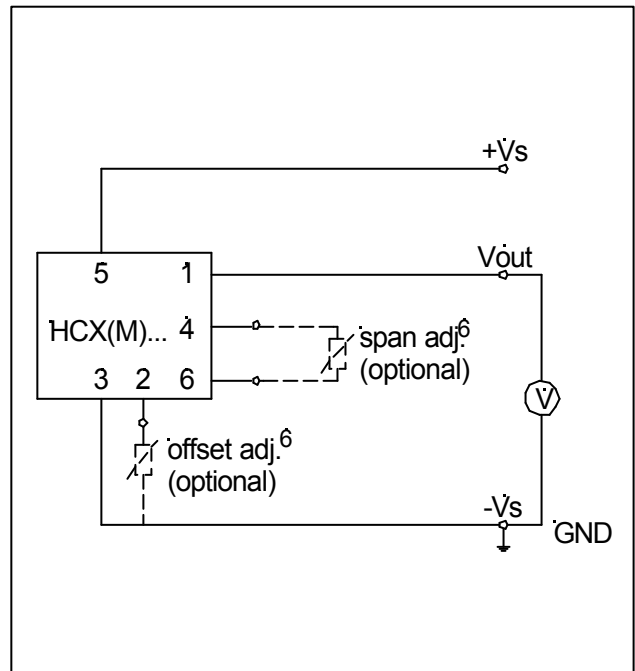 +Vs
5 1 Vout
HCX(M)... 4 span adj.⁶
(optional)
3 2 6
V
offset adj.⁶
(optional)
-Vs
GND